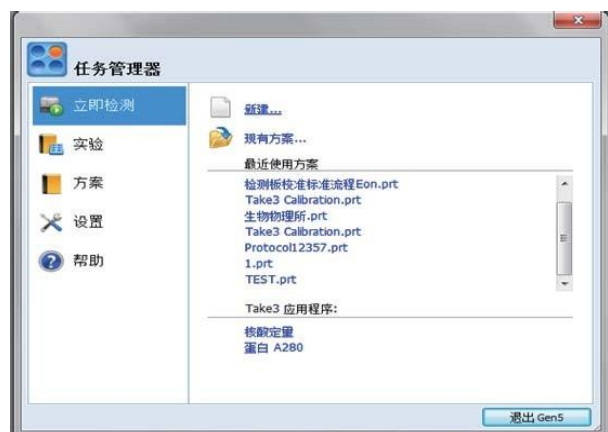 任务管理器
立即检测
实验
方案
设置
帮助
新建...
现有方案...
最近使用方案
检测板校准标准流程Eon.prt
Take3 Calibration.prt
生物物理所.prt
Take3 Calibration.prt
Protocol12357.prt
1.prt
TEST.prt
Take3 应用程序:
核酸定量
蛋白 A280
退出 Gen5